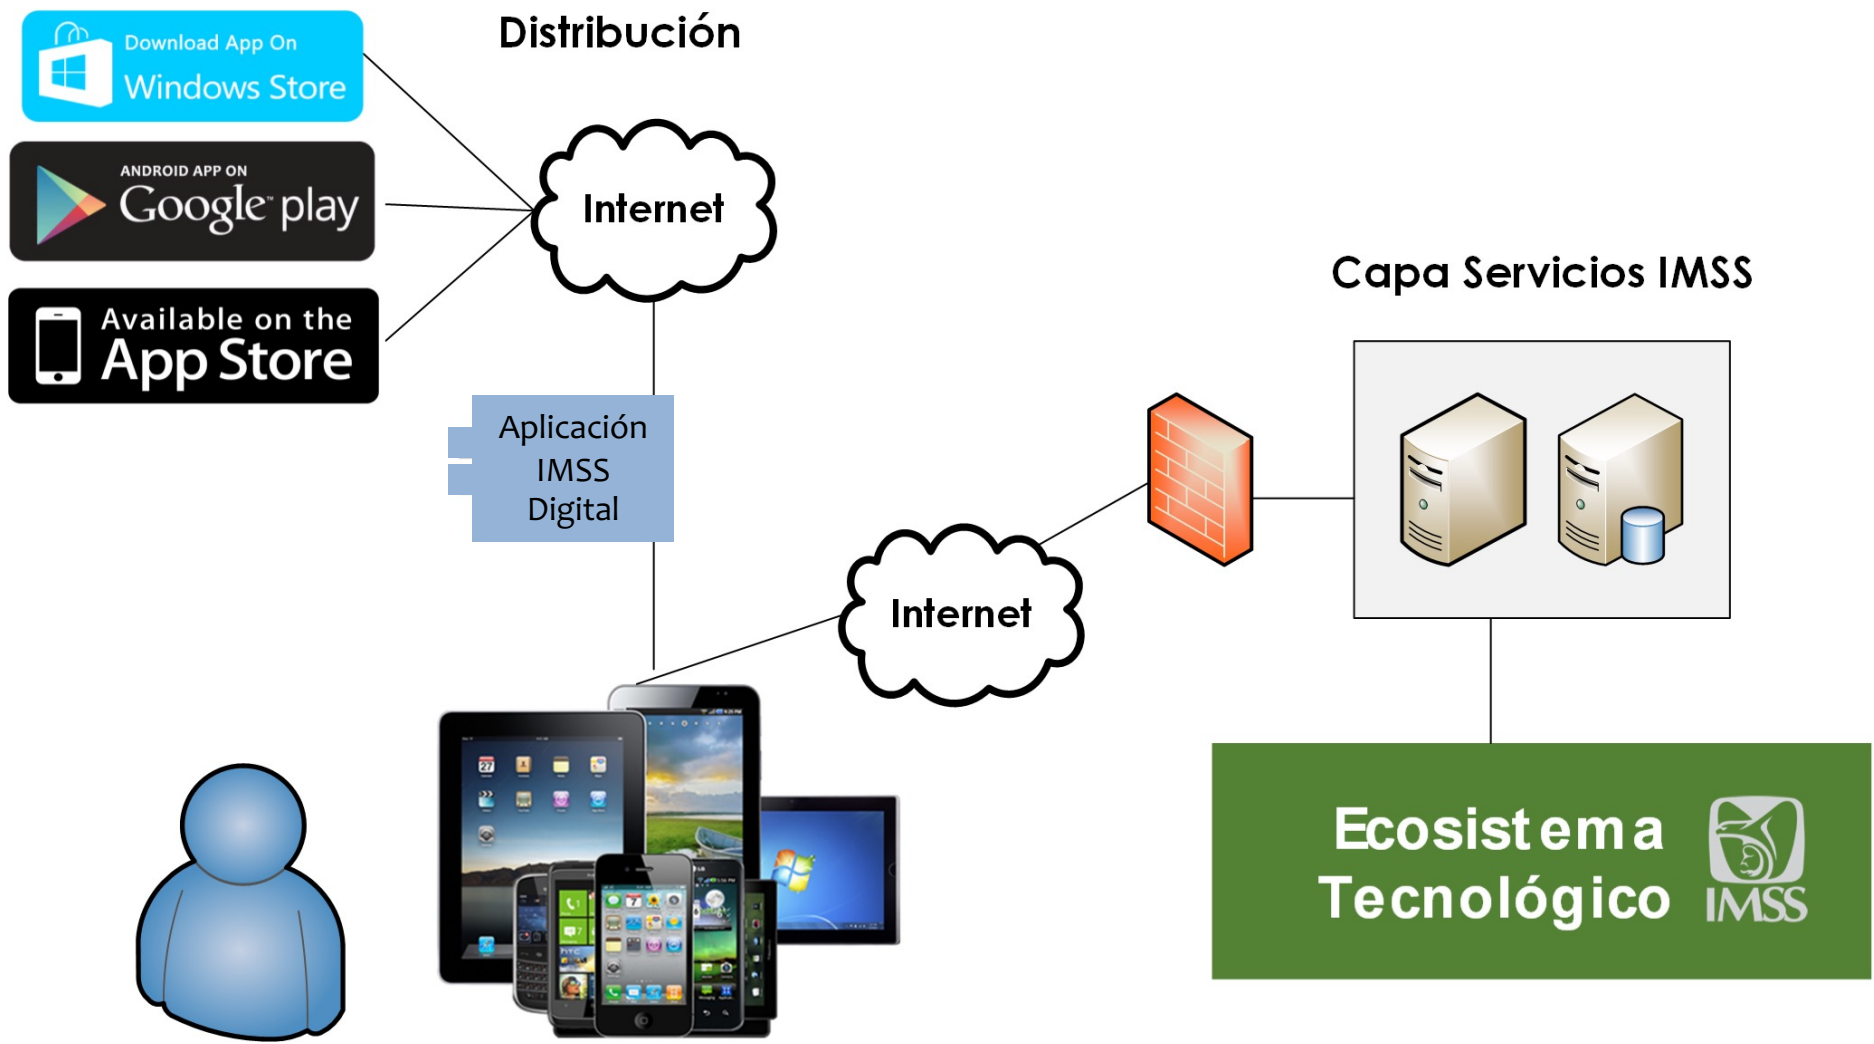 Distribución
Download App On
Windows Store
ANDROID APP ON
Google play
Available on the
App Store
Internet
Aplicación
IMSS
Digital
Capa Servicios IMSS
Internet
Ecosistema
Tecnológico
IMSS